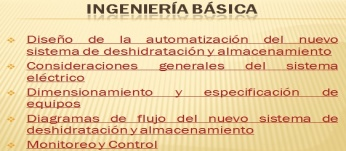 INGENIERÍA BÁSICA
Diseño de la automatización del nuevo
sistema de deshidratación y almacenamiento
Consideraciones generales del sistema
eléctrico
Dimensionamiento y especificación de
equipos
Diagramas de flujo del nuevo sistema de
deshidratación y almacenamiento
Monitoreo y Control